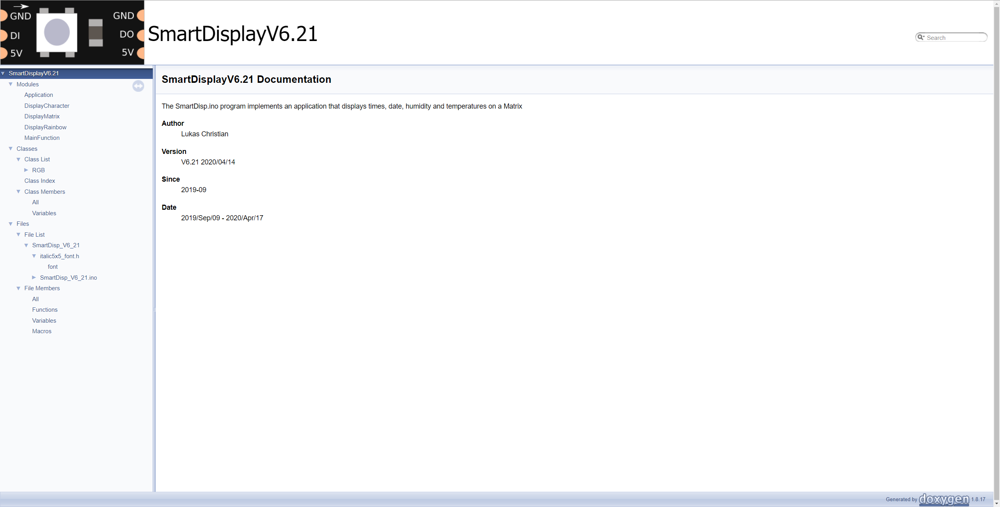 GND
DI
5V
GND
DO
5V
SmartDisplayV6.21
Search
SmartDisplayV6.21
Modules
Application
DisplayCharacter
DisplayMatrix
DisplayRainbow
MainFunction
Classes
Class List
RGB
Class Index
Class Members
All
Variables
Files
File List
SmartDisp_V6_21
italic5x5_font.h
font
SmartDisp_V6_21.ino
File Members
All
Functions
Variables
Macros
SmartDisplayV6.21 Documentation
The SmartDisp.ino program implements an application that displays times, date, humidity and temperatures on a Matrix
Author
Lukas Christian
Version
V6.21 2020/04/14
Since
2019-09
Date
2019/Sep/09 - 2020/Apr/17
Generated by doxygen 1.8.17